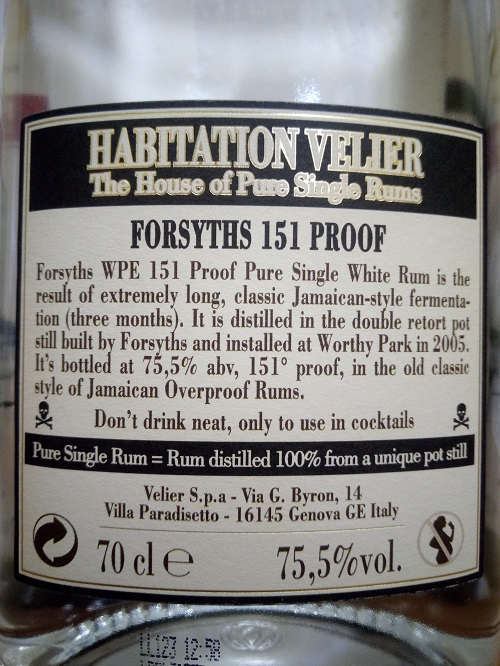 HABITATION VELIER
The House of Pure Single Rums
FORSYTHS 151 PROOF
Forsyths WPE 151 Proof Pure Single White Rum is the
result of extremely long, classic Jamaican-style fermenta-
tion (three months). It is distilled in the double retort pot
still built by Forsyths and installed at Worthy Park in 2005.
It's bottled at 75,5% abv, 151° proof, in the old classic
style of Jamaican Overproof Rums.
Don't drink neat, only to use in cocktails
Pure Single Rum = Rum distilled 100% from a unique pot still
Velier S.p.a - Via G. Byron, 14
Villa Paradisetto - 16145 Genova GE Italy
70 cl e 75,5%vol.
LL123 12:58